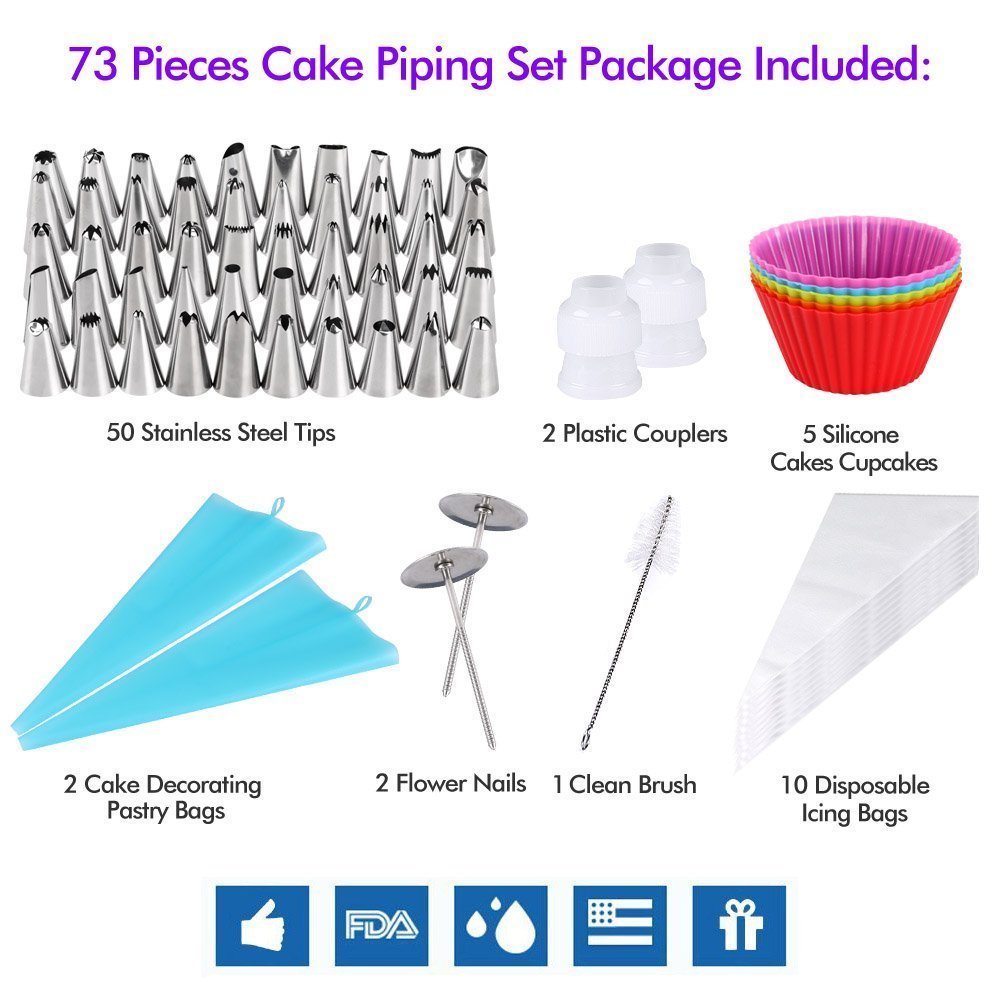 73 Pieces Cake Piping Set Package Included:
50 Stainless Steel Tips
2 Plastic Couplers
5 Silicone
Cakes Cupcakes
2 Cake Decorating
Pastry Bags
2 Flower Nails
1 Clean Brush
10 Disposable
Icing Bags
FDA